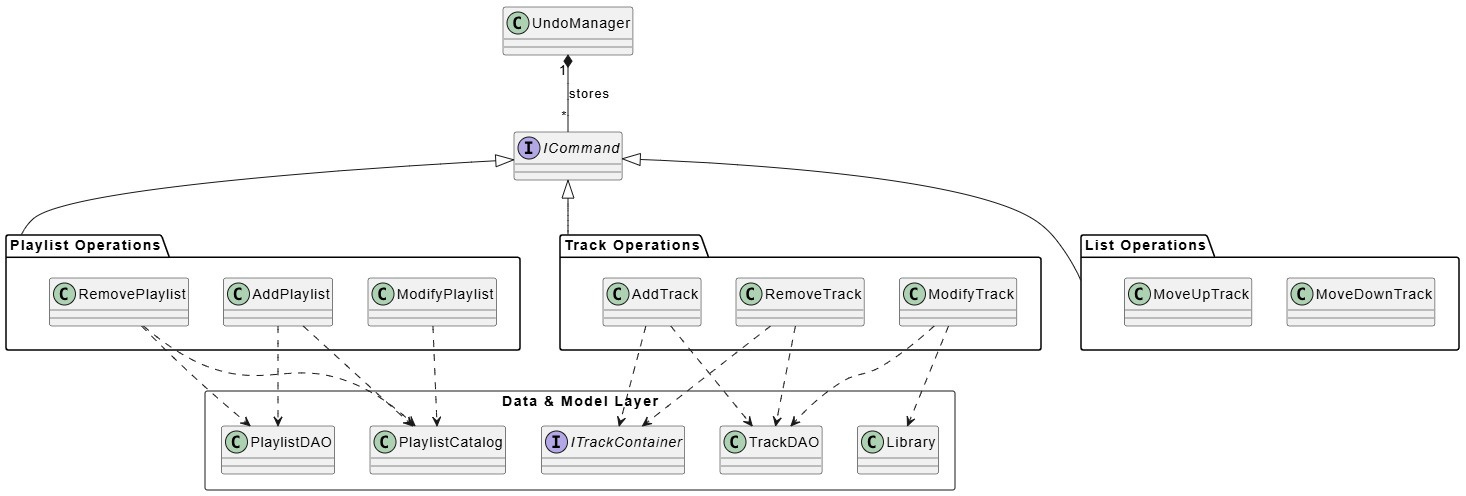 C UndoManager
1
stores
*
I ICommand
Playlist Operations
Track Operations
List Operations
C RemovePlaylist
C AddPlaylist
C ModifyPlaylist
C AddTrack
C RemoveTrack
C ModifyTrack
C MoveUpTrack
C MoveDownTrack
Data & Model Layer
C PlaylistDAO
C PlaylistCatalog
I ITrackContainer
C TrackDAO
C Library